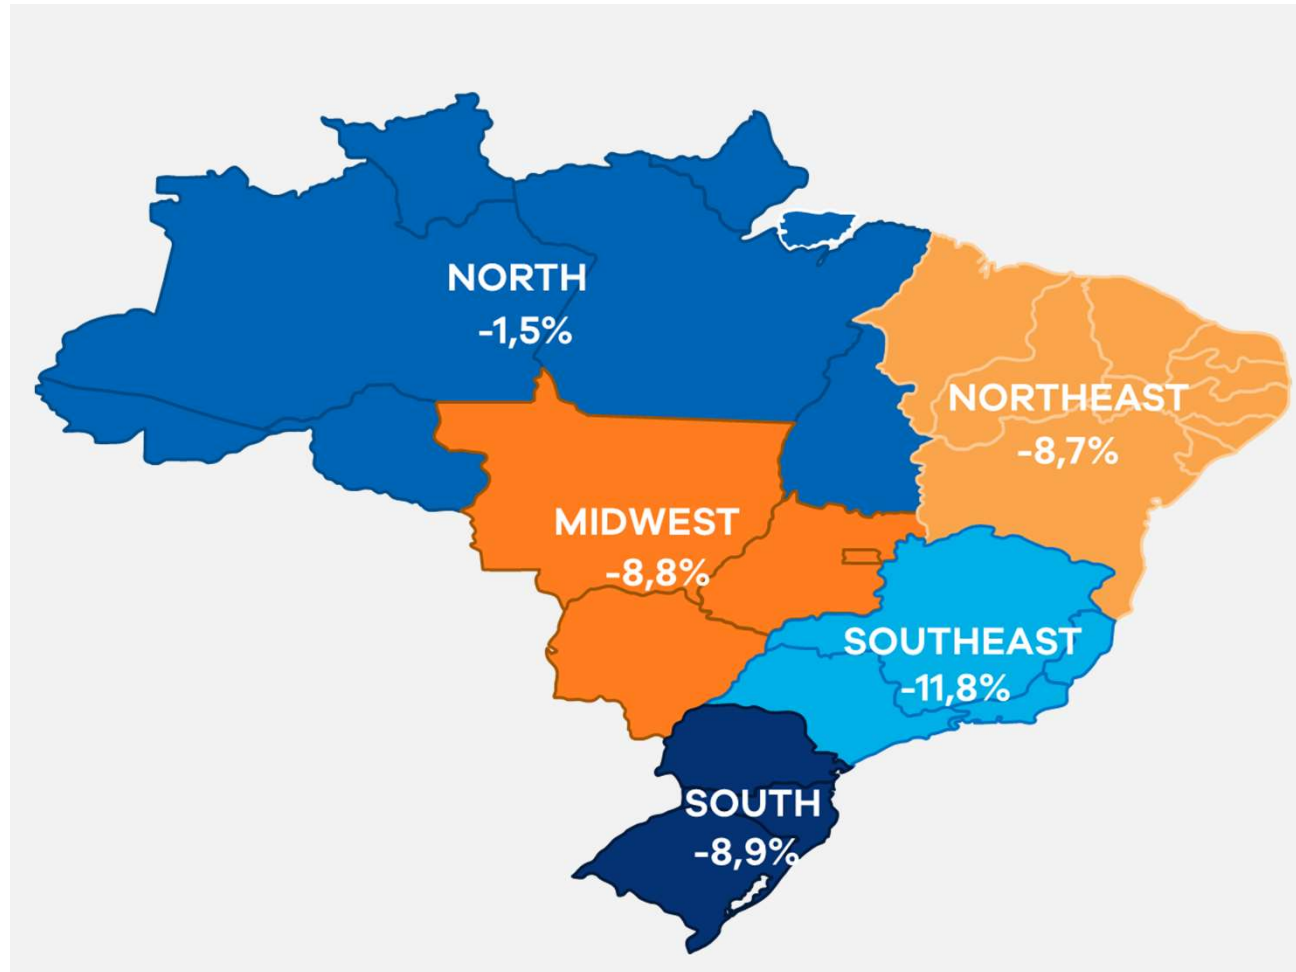 NORTH
-1,5%
NORTHEAST
-8,7%
MIDWEST
-8,8%
SOUTHEAST
-11,8%
SOUTH
-8,9%